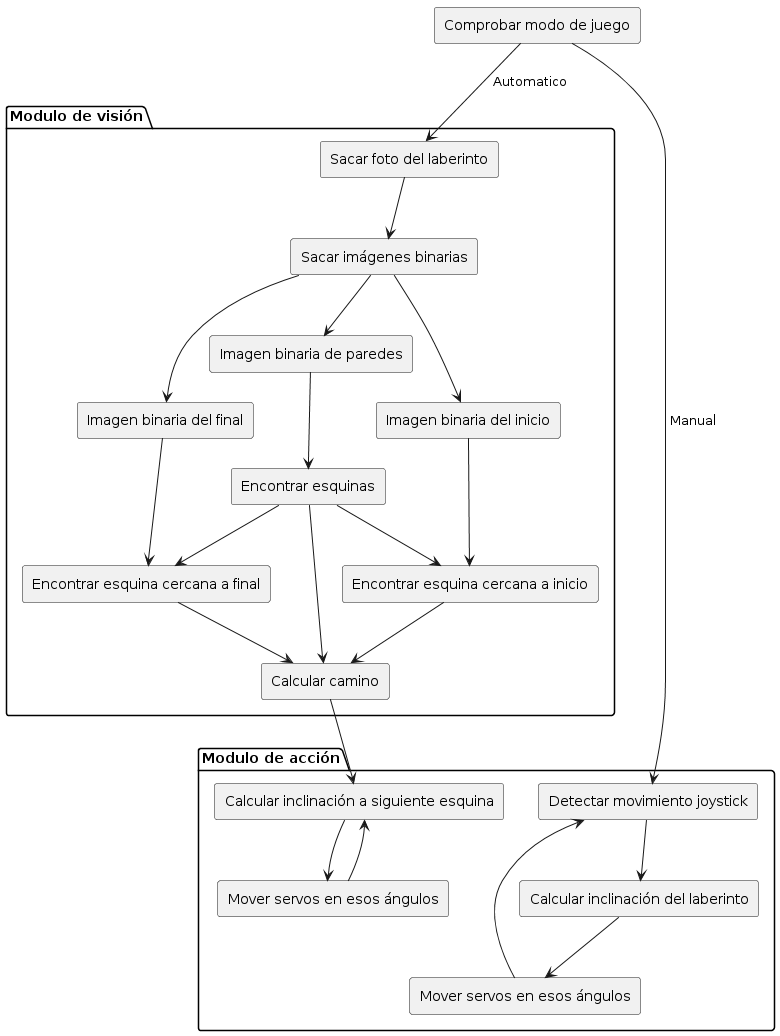 Comprobar modo de juego
Automatico
Modulo de visión
Sacar foto del laberinto
Sacar imágenes binarias
Imagen binaria de paredes
Imagen binaria del final
Imagen binaria del inicio
Manual
Encontrar esquinas
Encontrar esquina cercana a final
Encontrar esquina cercana a inicio
Calcular camino
Modulo de acción
Calcular inclinación a siguiente esquina
Detectar movimiento joystick
Mover servos en esos ángulos
Calcular inclinación del laberinto
Mover servos en esos ángulos